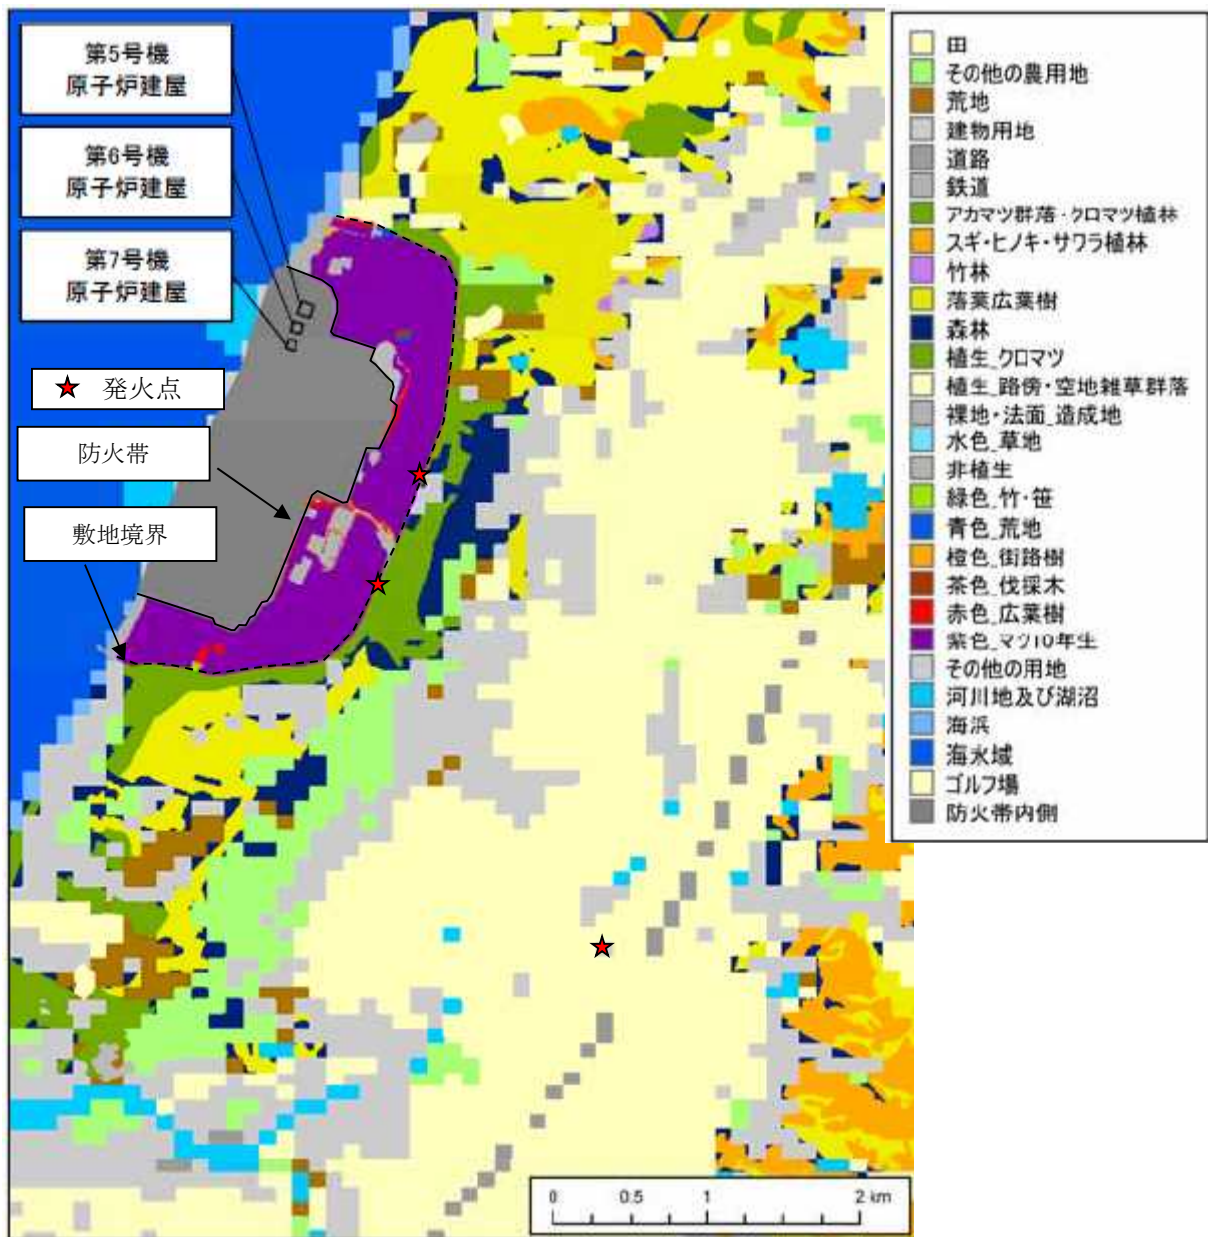 第5号機
原子炉建屋
第6号機
原子炉建屋
第7号機
原子炉建屋
発火点
防火帯
敷地境界
田
その他の農用地
荒地
建物用地
道路
鉄道
アカマツ群落・クロマツ植林
スギ・ヒノキ・サワラ植林
竹林
落葉広葉樹
森林
植生_クロマツ
植生_路傍・空地雑草群落
裸地・法面_造成地
水色_草地
非植生
緑色_竹・笹
青色_荒地
橙色_街路樹
茶色_伐採木
赤色_広葉樹
紫色_マツ10年生
その他の用地
河川地及び湖沼
海浜
海水域
ゴルフ場
防火帯内側
0 0.5 1 2 km